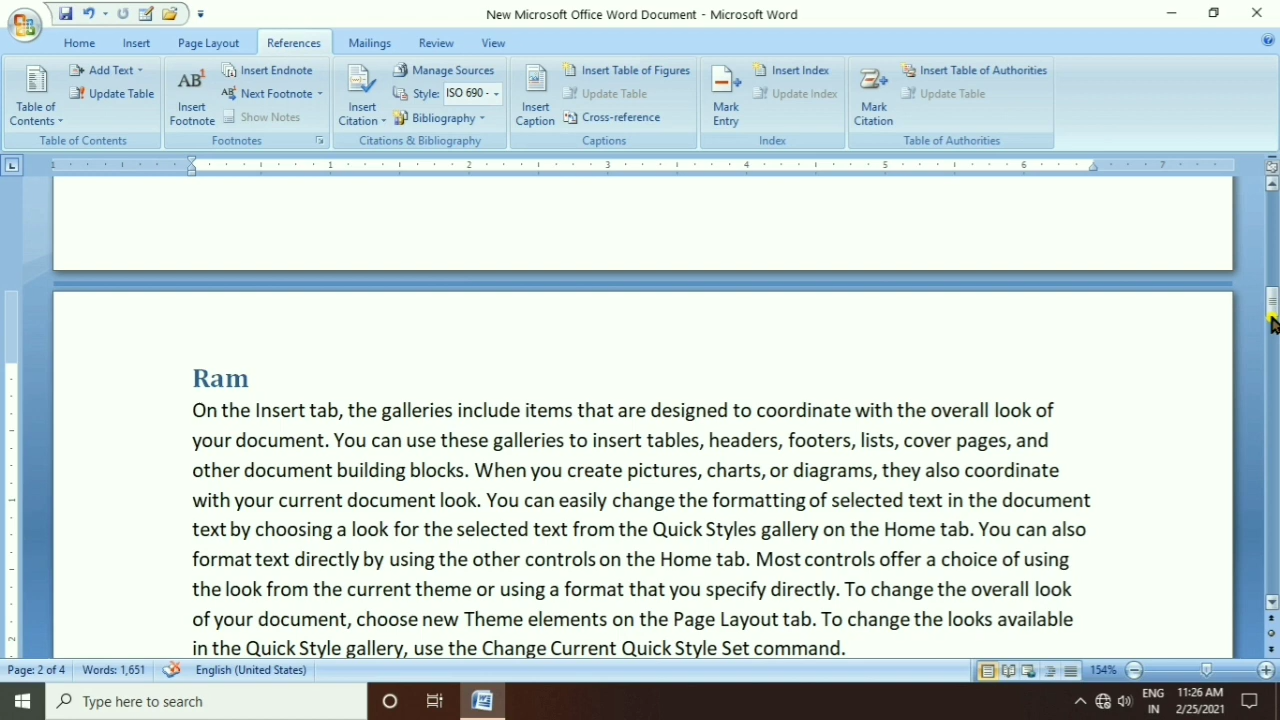 New Microsoft Office Word Document - Microsoft Word
Home Insert Page Layout References Mailings Review View
Table of Contents
Add Text
Update Table
Table of Contents
AB¹
Insert Footnote
Insert Endnote
Next Footnote
Show Notes
Footnotes
Insert Citation
Manage Sources
Style: ISO 690 -
Bibliography
Citations & Bibliography
Insert Caption
Insert Table of Figures
Update Table
Cross-reference
Captions
Mark Entry
Insert Index
Update Index
Index
Mark Citation
Insert Table of Authorities
Update Table
Table of Authorities
1 1 2 3 4 5 6 7
Ram
On the Insert tab, the galleries include items that are designed to coordinate with the overall look of
your document. You can use these galleries to insert tables, headers, footers, lists, cover pages, and
other document building blocks. When you create pictures, charts, or diagrams, they also coordinate
with your current document look. You can easily change the formatting of selected text in the document
text by choosing a look for the selected text from the Quick Styles gallery on the Home tab. You can also
format text directly by using the other controls on the Home tab. Most controls offer a choice of using
the look from the current theme or using a format that you specify directly. To change the overall look
of your document, choose new Theme elements on the Page Layout tab. To change the looks available
in the Quick Style gallery, use the Change Current Quick Style Set command.
1
2
Page: 2 of 4 Words: 1,651 English (United States) 154%
Type here to search
ENG
IN
11:26 AM
2/25/2021